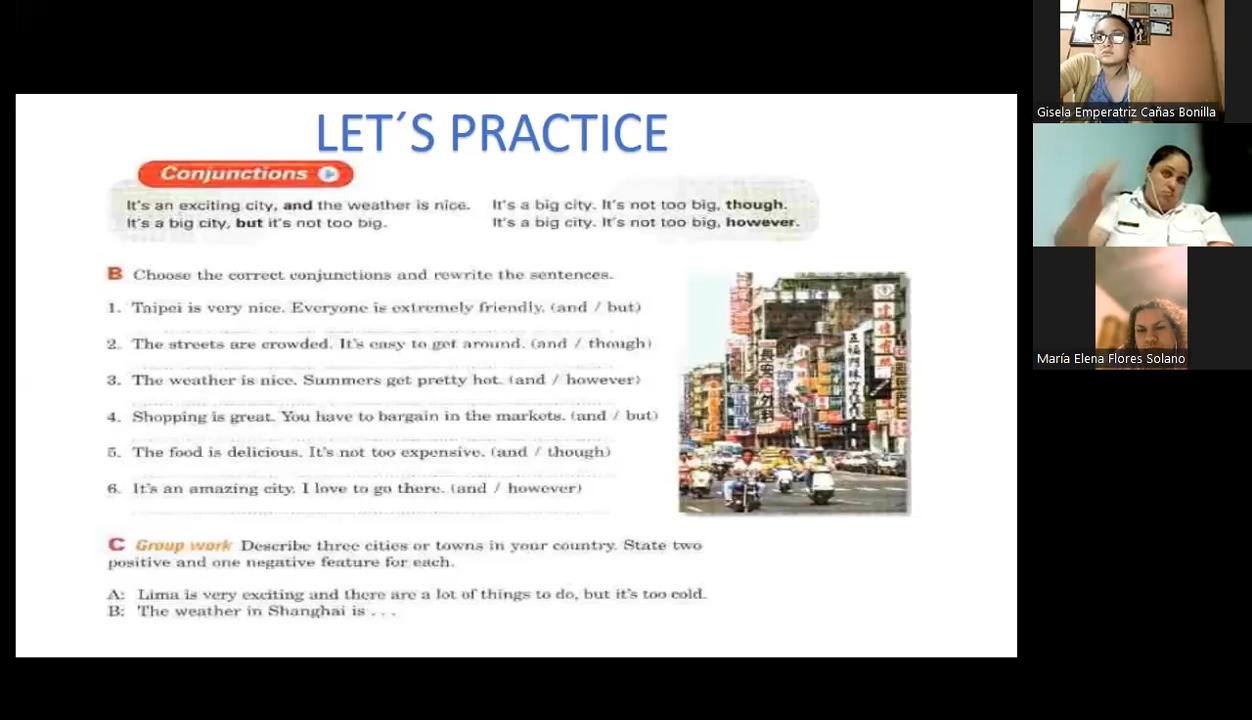 LET´S PRACTICE
Conjunctions
It's an exciting city, and the weather is nice. It's a big city. It's not too big, though.
It's a big city, but it's not too big. It's a big city. It's not too big, however.
B Choose the correct conjunctions and rewrite the sentences.
1. Taipei is very nice. Everyone is extremely friendly. (and / but)
2. The streets are crowded. It's easy to get around. (and / though)
3. The weather is nice. Summers get pretty hot. (and / however)
4. Shopping is great. You have to bargain in the markets. (and / but)
5. The food is delicious. It's not too expensive. (and / though)
6. It's an amazing city. I love to go there. (and / however)
C Group work Describe three cities or towns in your country. State two
positive and one negative feature for each.
A: Lima is very exciting and there are a lot of things to do, but it's too cold.
B: The weather in Shanghai is . . .
Gisela Emperatriz Cañas Bonilla
María Elena Flores Solano